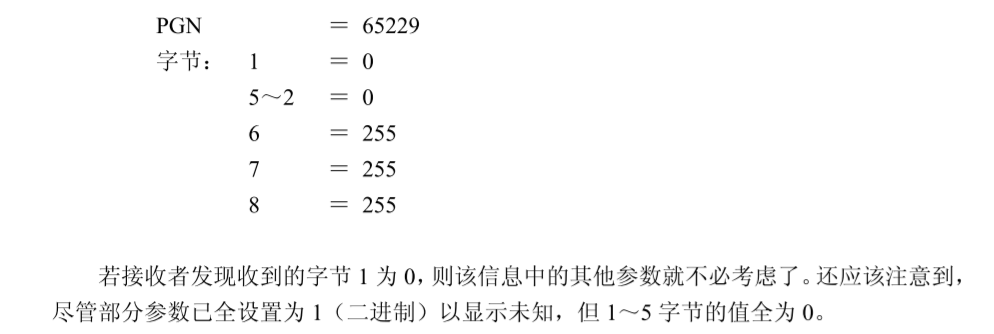 PGN = 65229
字节: 1 = 0
5～2 = 0
6 = 255
7 = 255
8 = 255
若接收者发现收到的字节 1 为 0,则该信息中的其他参数就不必考虑了。还应该注意到,
尽管部分参数已全设置为 1（二进制）以显示未知，但 1～5 字节的值全为 0。